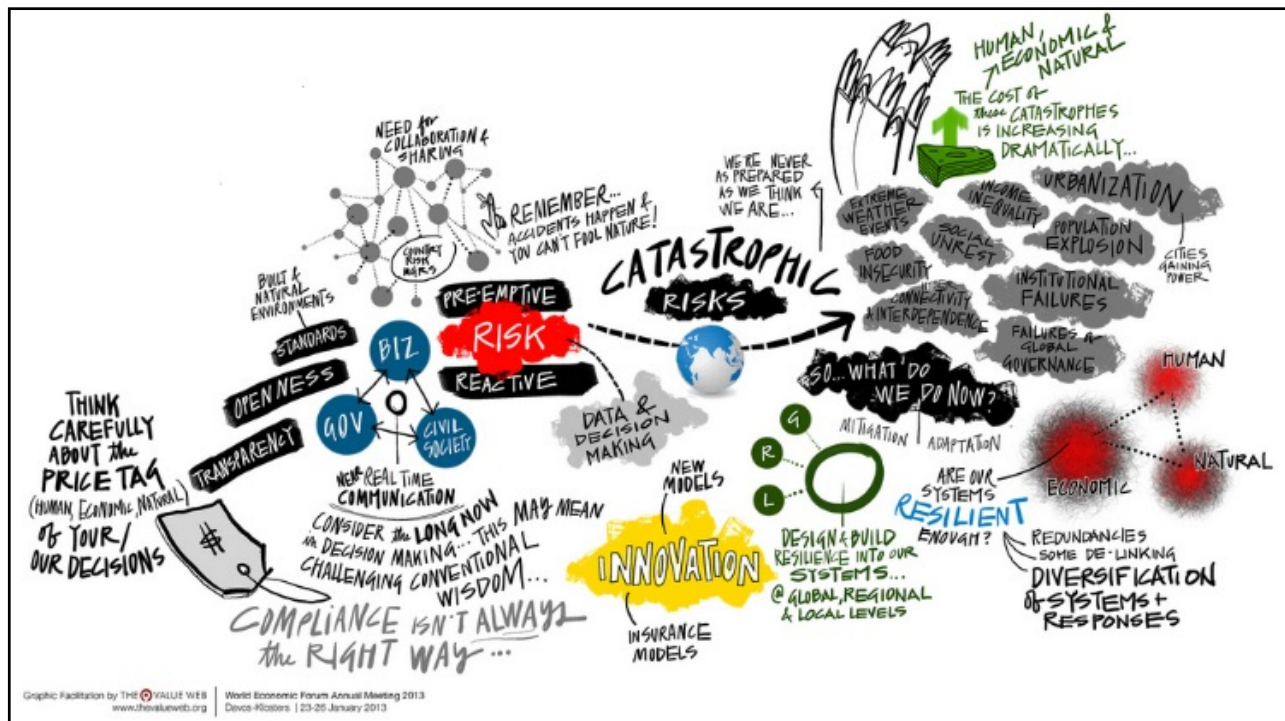 NEED for
COLLABORATION &
SHARING
COUNTRY
RISK
MGRS
REMEMBER...
ACCIDENTS HAPPEN &
YOU CAN'T FOOL NATURE!
BUILT &
NATURAL
ENVIRONMENTS
STANDARDS
OPENNESS
TRANSPARENCY
BIZ
GOV
CIVIL
SOCIETY
NEAR REAL TIME
COMMUNICATION
PRE-EMPTIVE
RISK
REACTIVE
DATA &
DECISION
MAKING
THINK
CAREFULLY
ABOUT the
PRICE TAG
(HUMAN, ECONOMIC, NATURAL)
of YOUR/
OUR DECISIONS
#
CONSIDER the LONG NOW
in DECISION MAKING... THIS MAY MEAN
CHALLENGING CONVENTIONAL
WISDOM...
COMPLIANCE ISN'T ALWAYS
the RIGHT WAY...
CATASTROPHIC
RISKS
WE'RE NEVER
AS PREPARED
AS WE THINK
WE ARE...
HUMAN,
ECONOMIC &
NATURAL
THE COST of
these CATASTROPHES
IS INCREASING
DRAMATICALLY...
EXTREME
WEATHER
EVENTS
INCOME
INEQUALITY
URBANIZATION
SOCIAL
UNREST
POPULATION
EXPLOSION
CITIES
GAINING
POWER
FOOD
INSECURITY
INSTITUTIONAL
FAILURES
CONNECTIVITY
& INTERDEPENDENCE
FAILURES of
GLOBAL
GOVERNANCE
SO... WHAT DO
WE DO NOW?
MITIGATION
ADAPTATION
G
R
L
DESIGN & BUILD
RESILIENCE INTO OUR
SYSTEMS...
@ GLOBAL, REGIONAL
& LOCAL LEVELS
NEW
MODELS
INNOVATION
INSURANCE
MODELS
HUMAN
ECONOMIC
NATURAL
ARE OUR
SYSTEMS
RESILIENT
ENOUGH?
REDUNDANCIES
SOME DE-LINKING
DIVERSIFICATION
of SYSTEMS +
RESPONSES
Graphic Facilitation by THE VALUE WEB
www.thevalueweb.org
World Economic Forum Annual Meeting 2013
Davos-Klosters | 23-26 January 2013